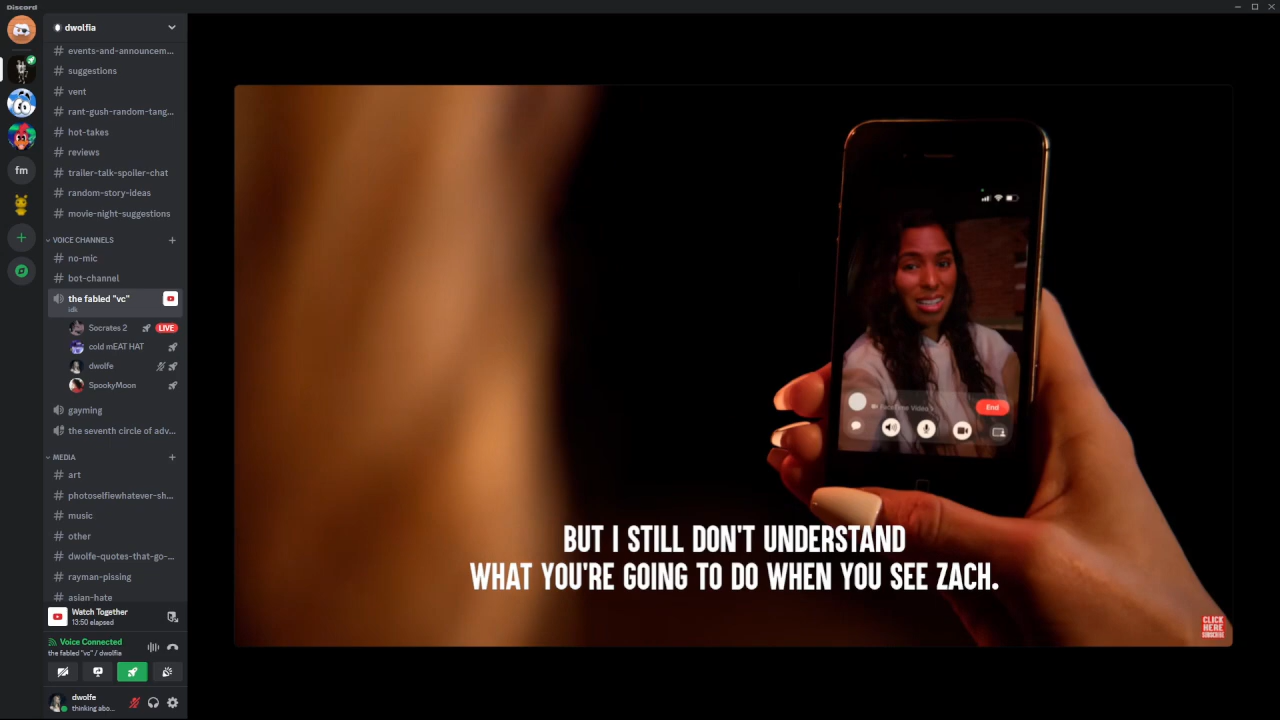 Discord
dwolfia
events-and-announcem...
suggestions
vent
rant-gush-random-tang...
hot-takes
reviews
trailer-talk-spoiler-chat
random-story-ideas
movie-night-suggestions
fm
VOICE CHANNELS
no-mic
bot-channel
the fabled "vc"
idk
Socrates 2
LIVE
cold mEAT HAT
dwolfe
SpookyMoon
gayming
the seventh circle of adv...
MEDIA
art
photoselfiewhatever-sh...
music
other
dwolfe-quotes-that-go-...
rayman-pissing
asian-hate
Watch Together
13:50 elapsed
Voice Connected
the fabled "vc" / dwolfia
dwolfe
thinking abo...
FaceTime Video
End
BUT I STILL DON'T UNDERSTAND
WHAT YOU'RE GOING TO DO WHEN YOU SEE ZACH.
CLICK
HERE
SUBSCRIBE